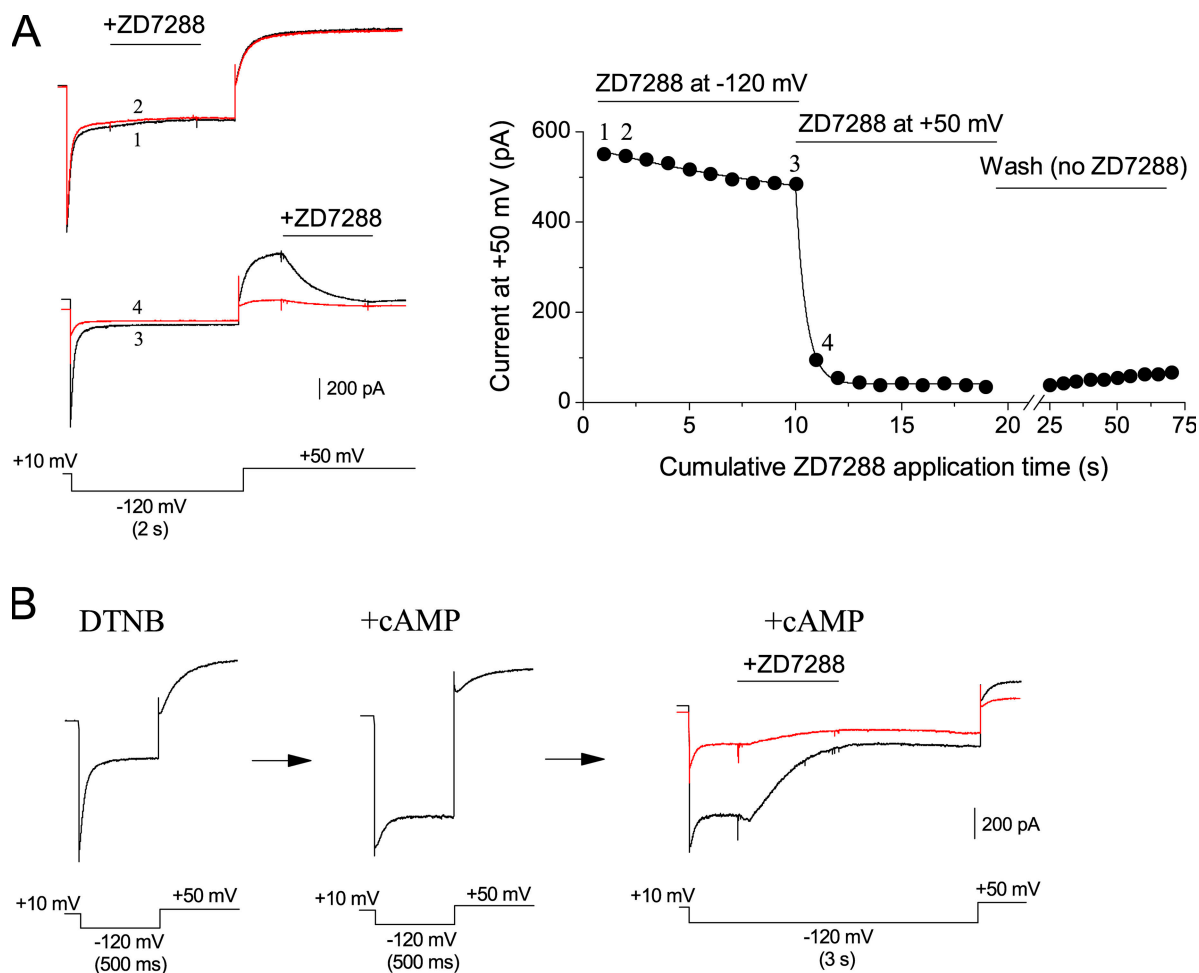 A
+ZD7288
2
1
+ZD7288
4
3
200 pA
+10 mV
+50 mV
-120 mV
(2 s)
ZD7288 at -120 mV
ZD7288 at +50 mV
Wash (no ZD7288)
1 2
3
4
Current at +50 mV (pA)
600
400
200
0
0 5 10 15 20 25 50 75
Cumulative ZD7288 application time (s)
B
DTNB
+cAMP
+cAMP
+ZD7288
200 pA
+10 mV
+50 mV
-120 mV
(500 ms)
+10 mV
+50 mV
-120 mV
(500 ms)
+10 mV
+50 mV
-120 mV
(3 s)